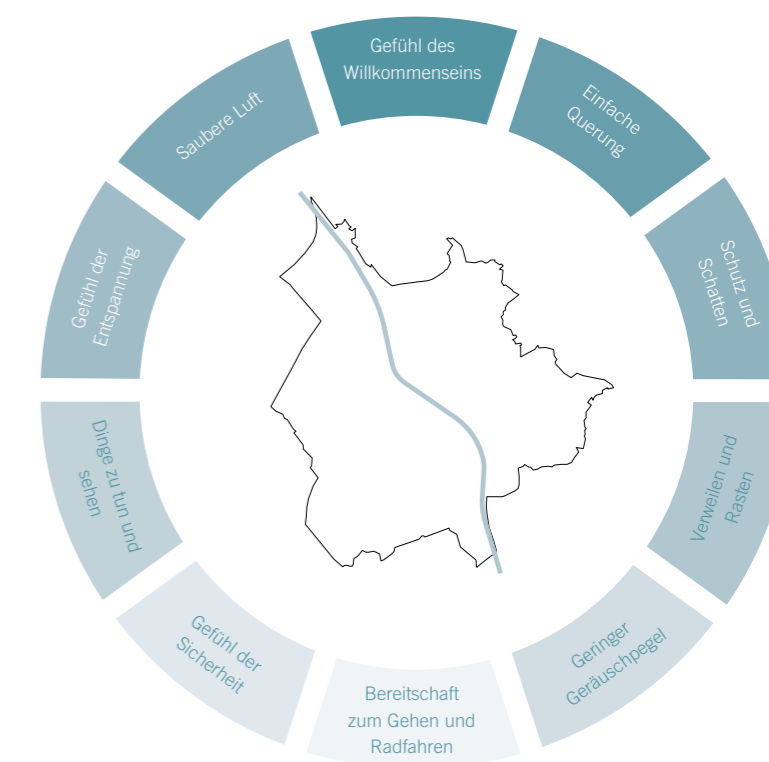 Gefühl des
Willkommenseins
Einfache
Querung
Schutz und
Schatten
Verweilen und
Rasten
Geringer
Geräuschpegel
Bereitschaft
zum Gehen und
Radfahren
Gefühl der
Sicherheit
Dinge zu tun und
sehen
Gefühl der
Entspannung
Saubere Luft